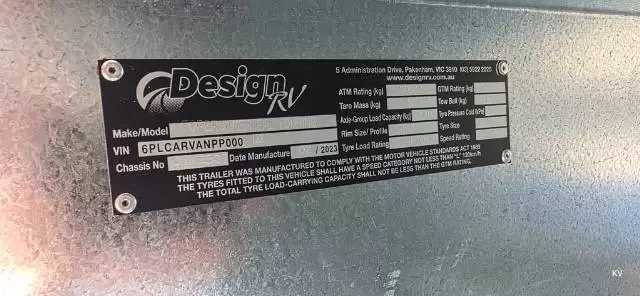 Design RV
5 Administration Drive, Pakenham, VIC 3810 (03) 5922 2020
www.designrv.com.au
ATM Rating (kg)
GTM Rating (kg)
Tare Mass (kg)
Tow Ball (kg)
Axle-Group Load Capacity (kg)
Tyre Pressure Cold (kPa)
Rim Size/Profile
Tyre Size
Tyre Load Rating
Speed Rating
Make/Model
VIN 6PLCARVANPP000
Chassis No
Date Manufacture / 2023
THIS TRAILER WAS MANUFACTURED TO COMPLY WITH THE MOTOR VEHICLE STANDARDS ACT 1989
THE TYRES FITTED TO THIS VEHICLE SHALL HAVE A SPEED CATEGORY NOT LESS THAN "L" 120km/h
THE TOTAL TYRE LOAD-CARRYING CAPACITY SHALL NOT BE LESS THAN THE GTM RATING.
KV